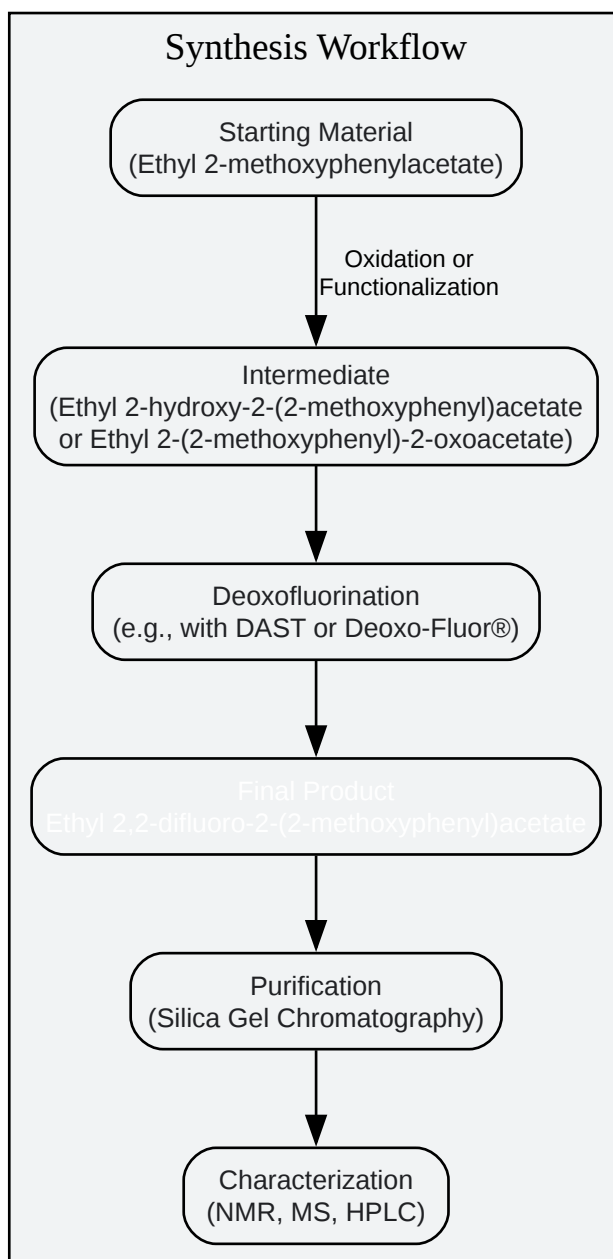 Synthesis Workflow
Starting Material
(Ethyl 2-methoxyphenylacetate)
Oxidation or
Functionalization
Intermediate
(Ethyl 2-hydroxy-2-(2-methoxyphenyl)acetate
or Ethyl 2-(2-methoxyphenyl)-2-oxoacetate)
Deoxofluorination
(e.g., with DAST or Deoxo-Fluor®)
Final Product
Ethyl 2,2-difluoro-2-(2-methoxyphenyl)acetate
Purification
(Silica Gel Chromatography)
Characterization
(NMR, MS, HPLC)